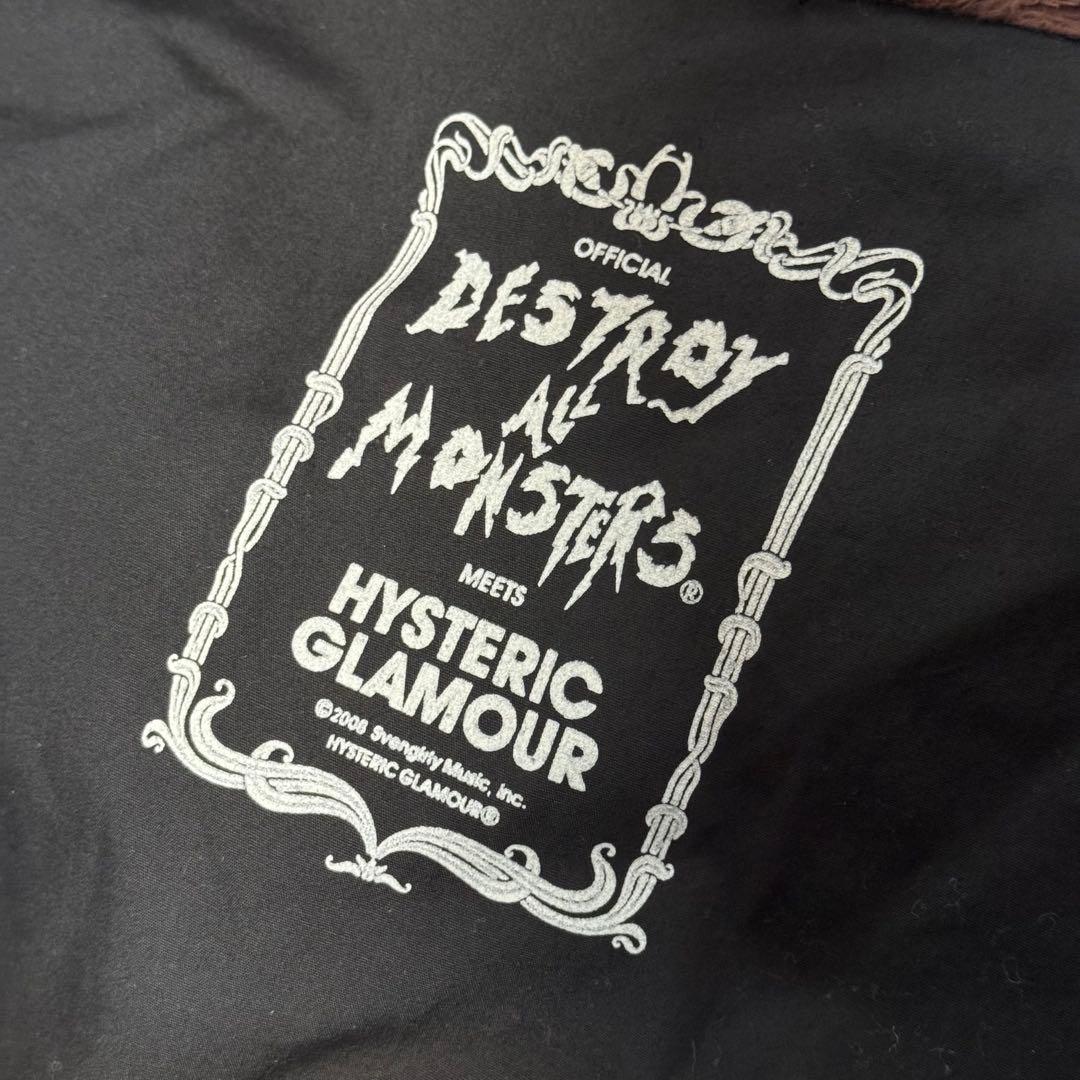 OFFICIAL
DESTROY
ALL
MONSTERS®
MEETS
HYSTERIC
GLAMOUR
©2008 Svengirly Music, Inc.
HYSTERIC GLAMOUR®